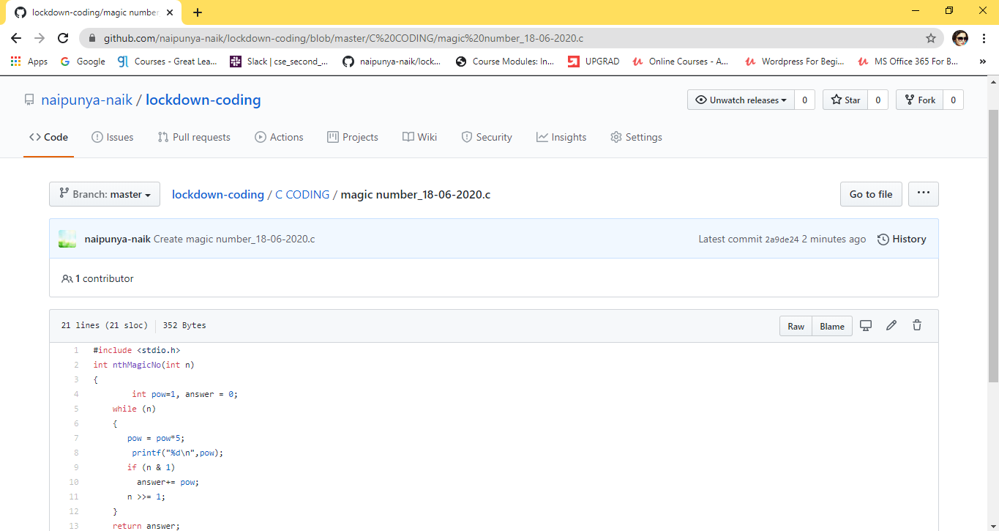 lockdown-coding/magic number
github.com/naipunya-naik/lockdown-coding/blob/master/C%20CODING/magic%20number_18-06-2020.c
Apps Google Courses - Great Lea... Slack | cse_second_... naipunya-naik/lock... Course Modules: In... UPGRAD Online Courses - A... Wordpress For Begi... MS Office 365 For B... »
naipunya-naik / lockdown-coding Unwatch releases 0 Star 0 Fork 0
<> Code Issues Pull requests Actions Projects Wiki Security Insights Settings
Branch: master lockdown-coding / C CODING / magic number_18-06-2020.c Go to file ...
naipunya-naik Create magic number_18-06-2020.c Latest commit 2a9de24 2 minutes ago History
1 contributor
21 lines (21 sloc) 352 Bytes Raw Blame
1 #include <stdio.h>
2 int nthMagicNo(int n)
3 {
4 int pow=1, answer = 0;
5 while (n)
6 {
7 pow = pow*5;
8 printf("%d\n",pow);
9 if (n & 1)
10 answer+= pow;
11 n >>= 1;
12 }
13 return answer;